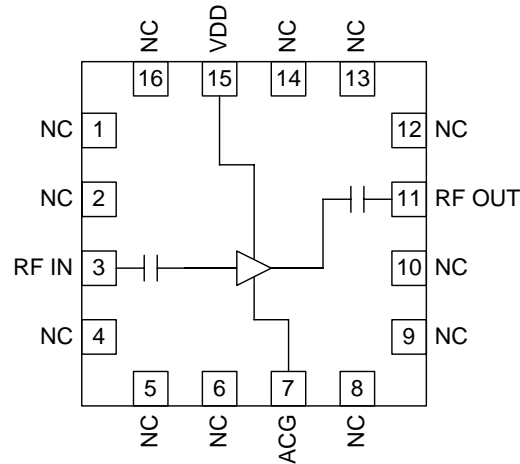 NC
VDD
NC
NC
16
15
14
13
NC 1
12 NC
NC 2
11 RF OUT
RF IN 3
10 NC
NC 4
9 NC
5
6
7
8
NC
NC
ACG
NC